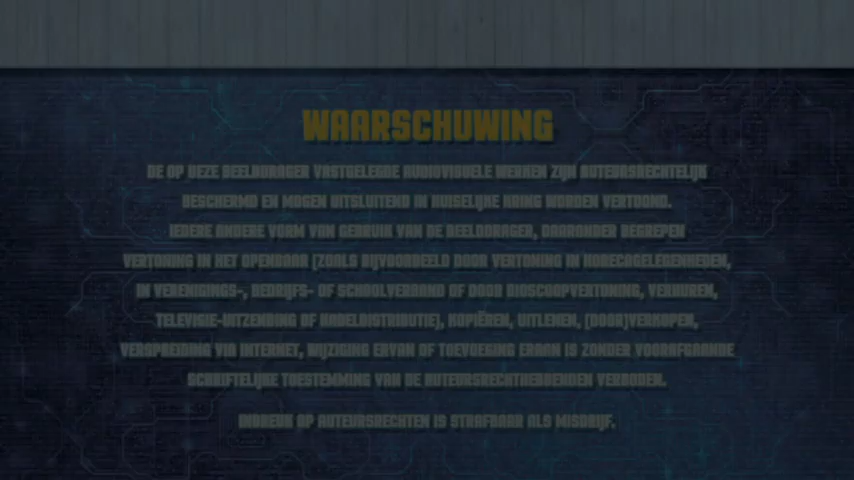 WAARSCHUWING
DE OP DEZE BEELDDRAGER VASTGELEGDE AUDIOVISUELE WERKEN ZIJN AUTEURSRECHTELIJK
BESCHERMD EN MOGEN UITSLUITEND IN HUISELIJKE KRING WORDEN VERTOOND.
IEDERE ANDERE VORM VAN GEBRUIK VAN DE BEELDDRAGER, DAARONDER BEGREPEN
VERTONING IN HET OPENBAAR (ZOALS BIJVOORBEELD DOOR VERTONING IN HORECAGELEGENHEDEN,
IN VERENIGINGS-, BEDRIJFS- OF SCHOOLVERBAND OF DOOR BIOSCOOPVERTONING, VERHUREN,
TELEVISIE-UITZENDING OF KABELDISTRIBUTIE), KOPIËREN, UITLENEN, (DOOR)VERKOPEN,
VERSPREIDING VIA INTERNET, WIJZIGING ERVAN OF TOEVOEGING ERAAN IS ZONDER VOORAFGAANDE
SCHRIFTELIJKE TOESTEMMING VAN DE AUTEURSRECHTHEBBENDEN VERBODEN.
INBREUK OP AUTEURSRECHTEN IS STRAFBAAR ALS MISDRIJF.